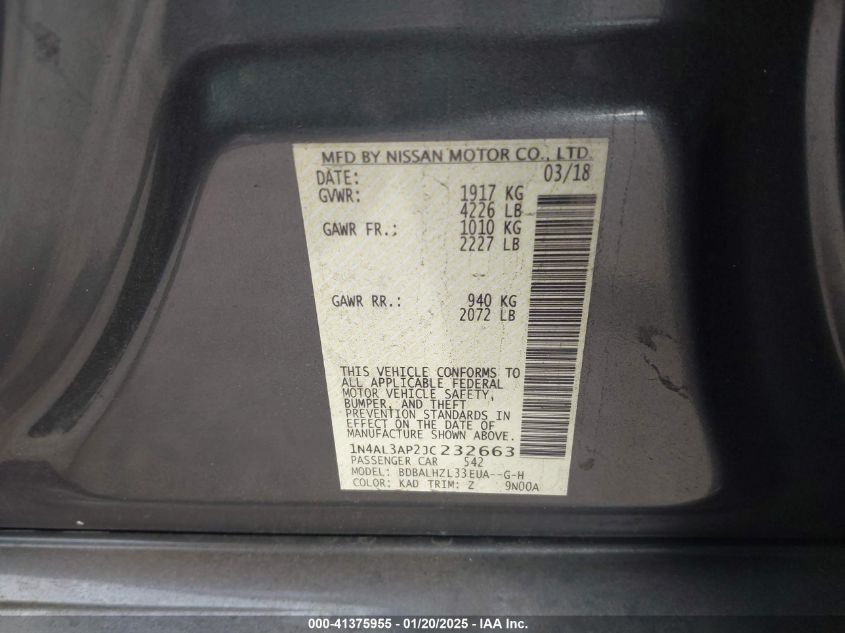 MFD BY NISSAN MOTOR CO., LTD.
DATE: 03/18
GVWR: 1917 KG
4226 LB
GAWR FR.: 1010 KG
2227 LB
GAWR RR.: 940 KG
2072 LB
THIS VEHICLE CONFORMS TO
ALL APPLICABLE FEDERAL
MOTOR VEHICLE SAFETY,
BUMPER, AND THEFT
PREVENTION STANDARDS IN
EFFECT ON THE DATE OF
MANUFACTURE SHOWN ABOVE.
1N4AL3AP2JC232663
PASSENGER CAR 542
MODEL: BDBALHZL33EUA--G-H
COLOR: KAD TRIM: Z 9N00A
000-41375955 - 01/20/2025 - IAA Inc.